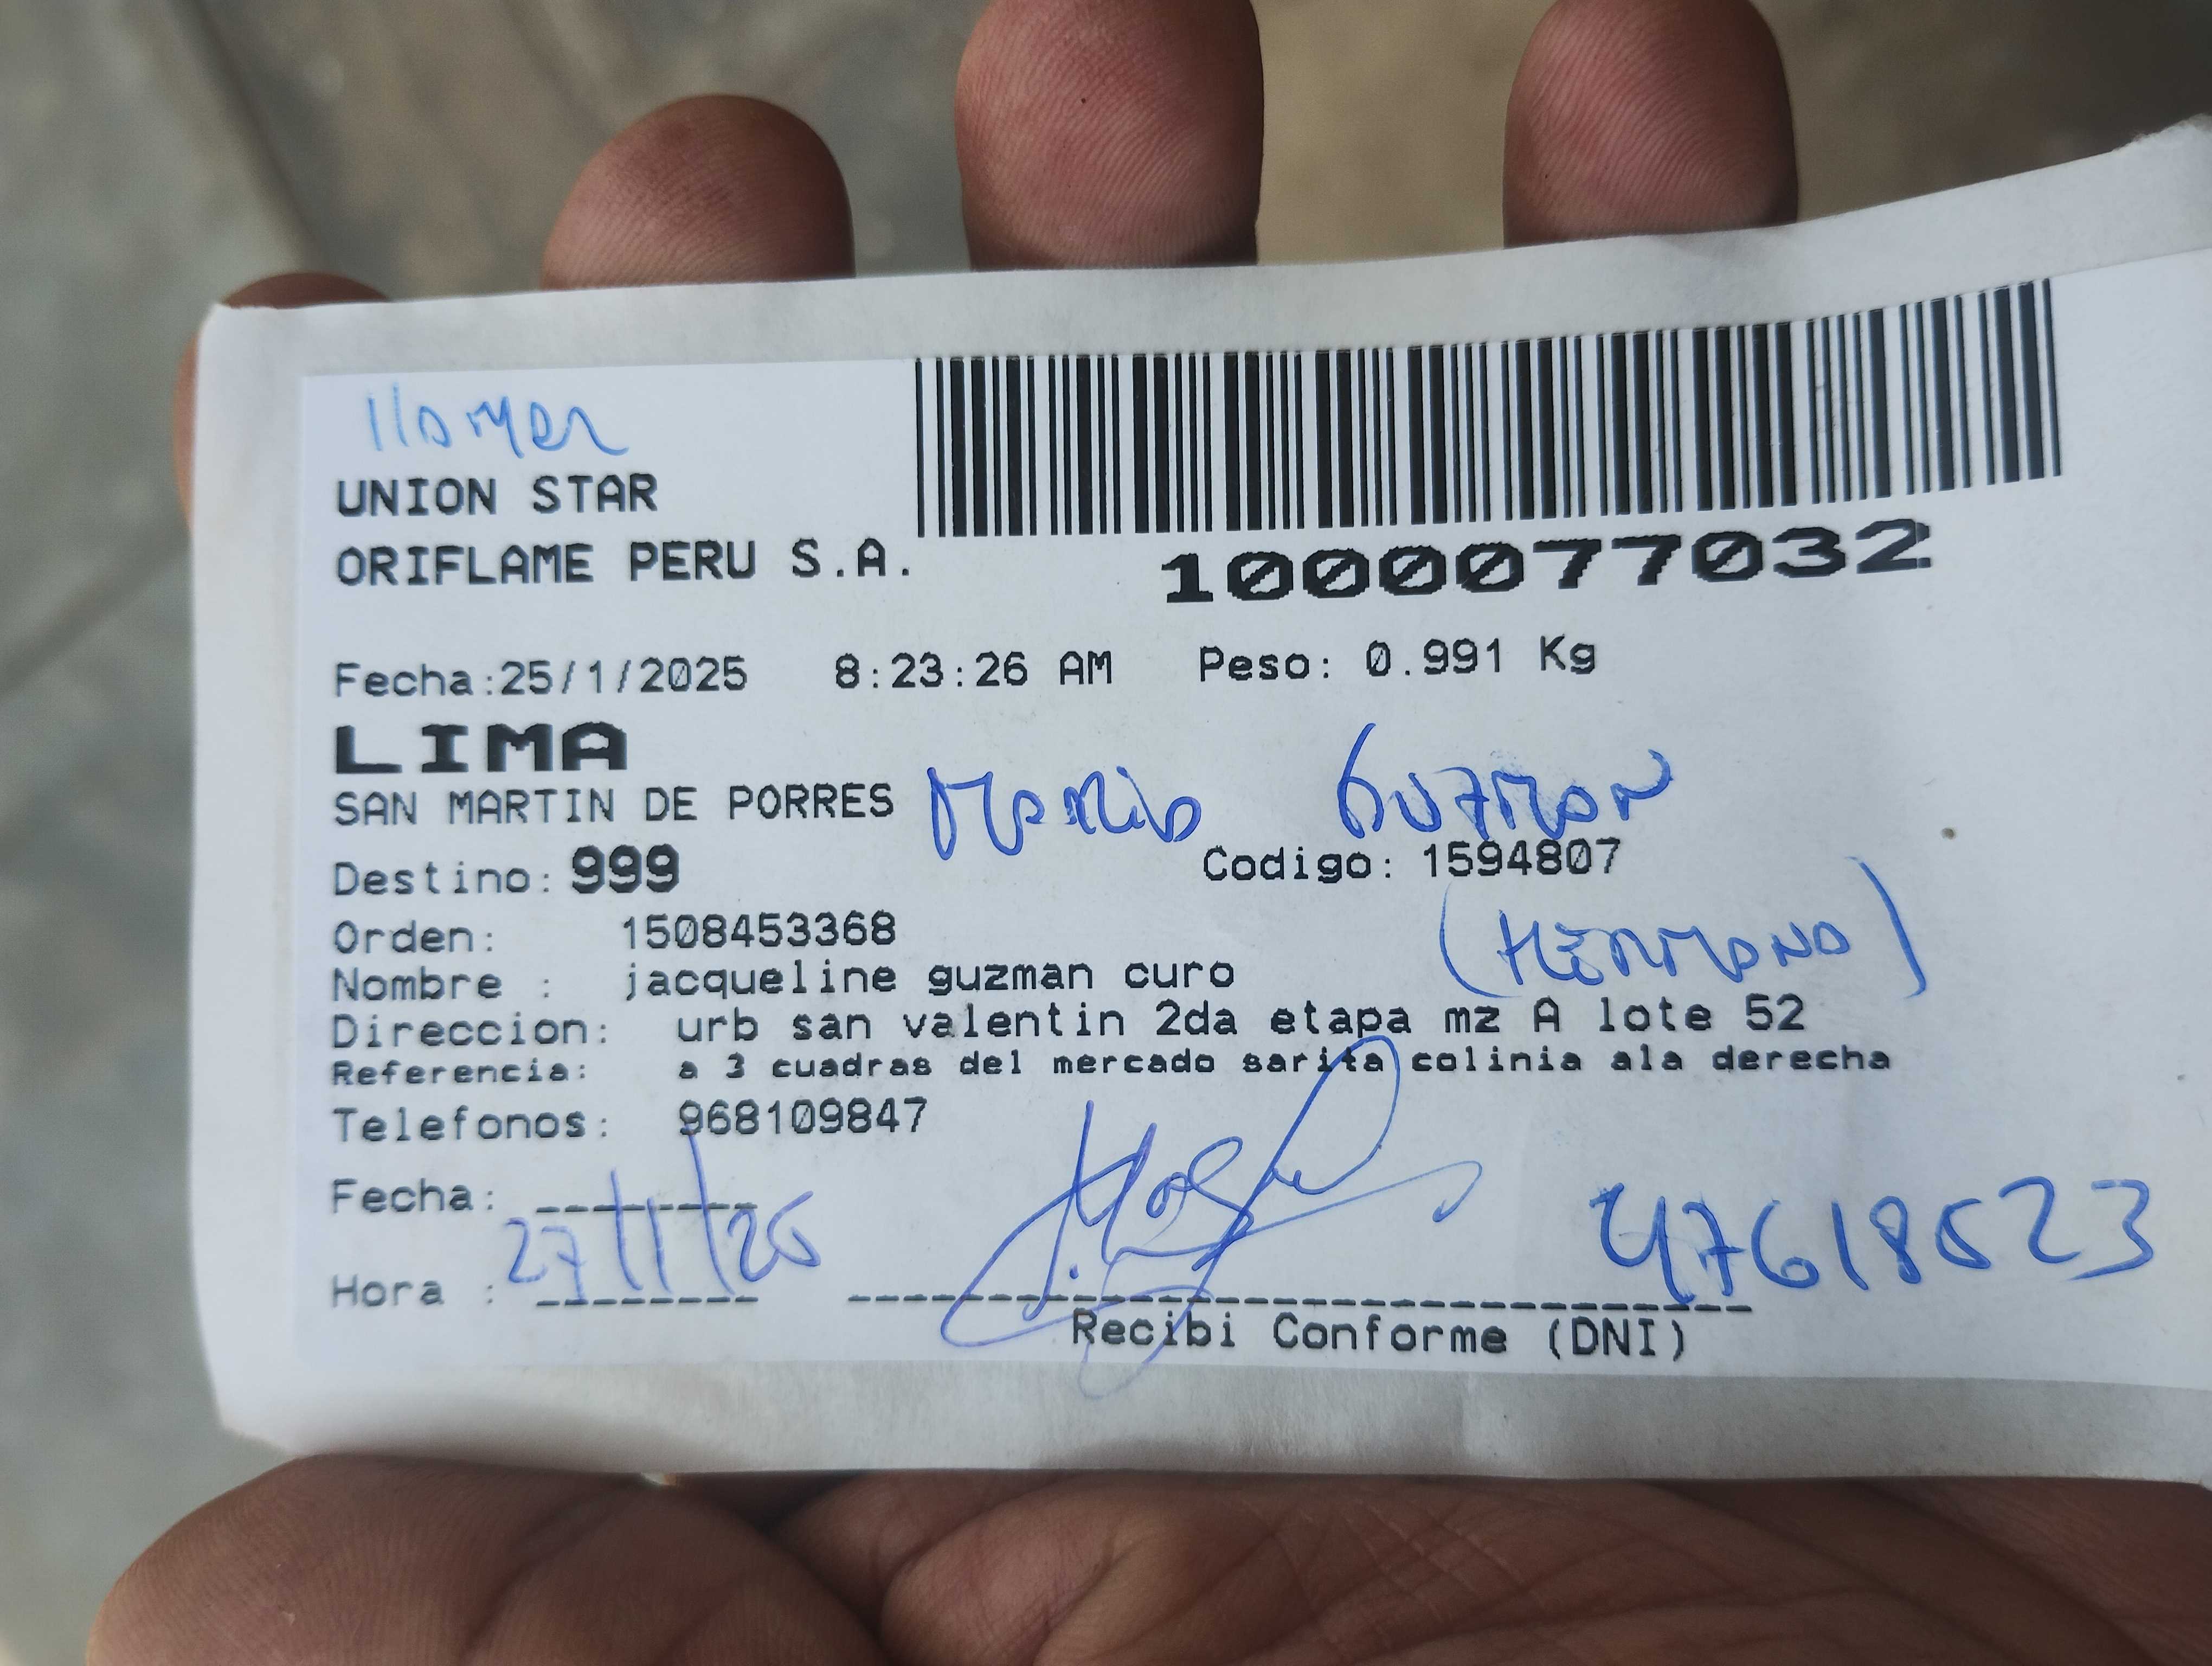 llamar
UNION STAR
ORIFLAME PERU S.A.
1000077032
Fecha:25/1/2025 8:23:26 AM Peso: 0.991 Kg
LIMA
SAN MARTIN DE PORRES Mario Guzman
Destino: 999 Codigo: 1594807
Orden: 1508453368 (HERMANO)
Nombre : jacqueline guzman curo
Direccion: urb san valentin 2da etapa mz A lote 52
Referencia: a 3 cuadras del mercado sarita colinia ala derecha
Telefonos: 968109847
Fecha: 27/1/25
Hora : 47618523
Recibi Conforme (DNI)